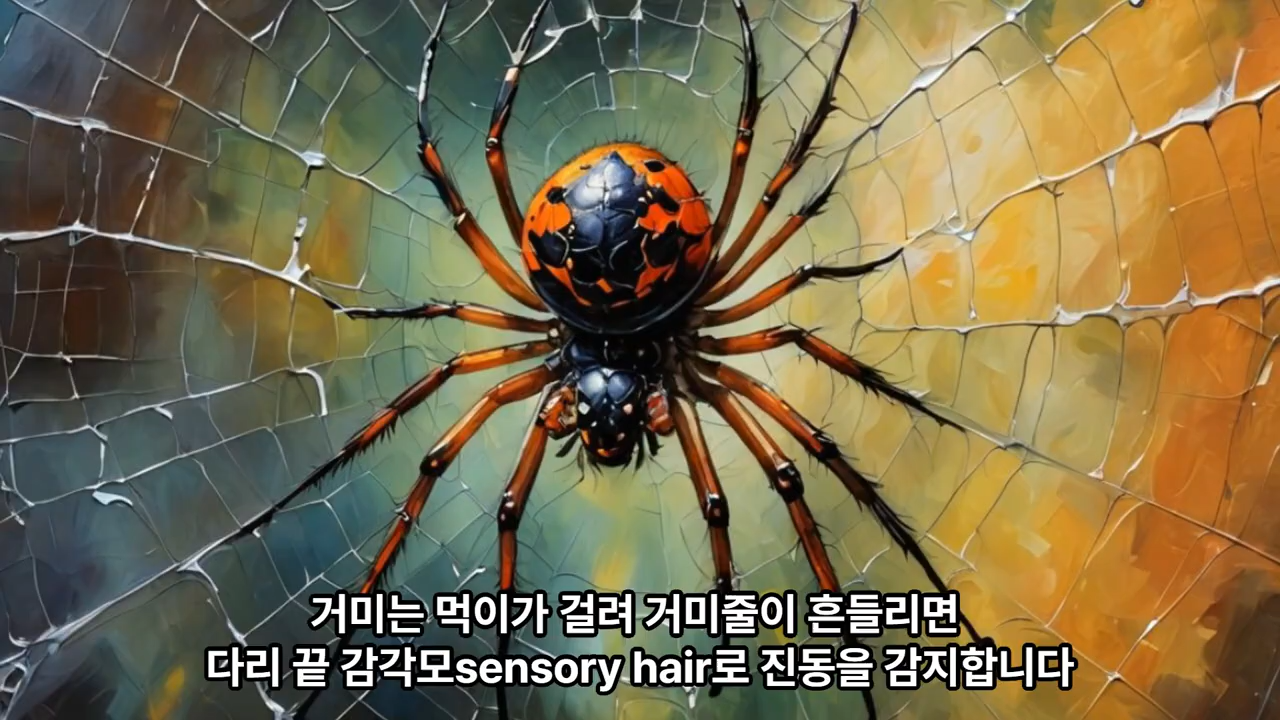 거미는 먹이가 걸려 거미줄이 흔들리면
다리 끝 감각모sensory hair로 진동을 감지합니다